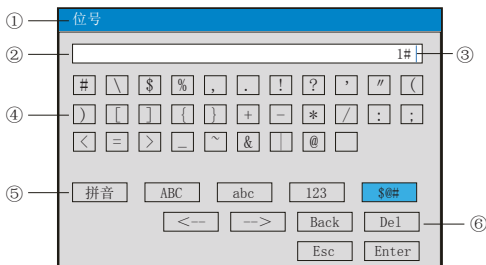 ① 位号
② 1# ③
# \ $ % , . ! ? ' " (
④ ) [ ] { } + - * / : ;
< = > _ ~ & | @
⑤ 拼音 ABC abc 123 $@#
<-- --> Back Del ⑥
Esc Enter